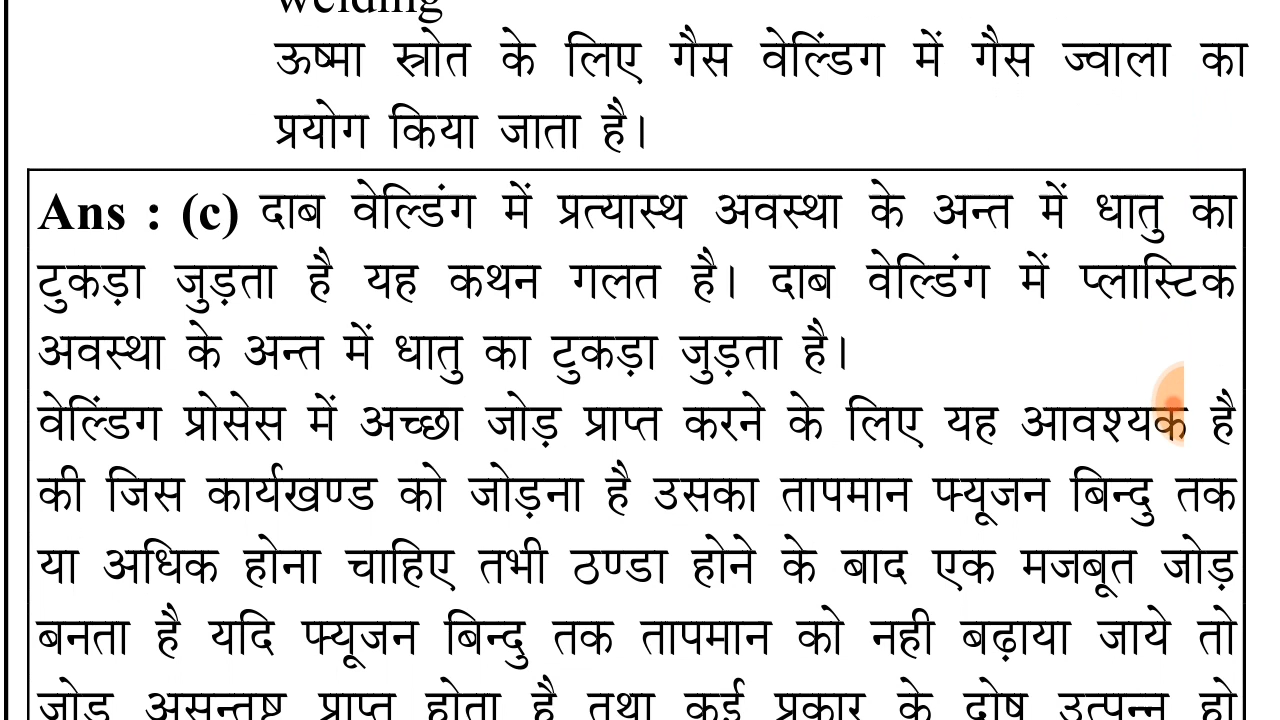 welding
ऊष्मा स्रोत के लिए गैस वेल्डिंग में गैस ज्वाला का
प्रयोग किया जाता है।
Ans : (c) दाब वेल्डिंग में प्रत्यास्थ अवस्था के अन्त में धातु का
टुकड़ा जुड़ता है यह कथन गलत है। दाब वेल्डिंग में प्लास्टिक
अवस्था के अन्त में धातु का टुकड़ा जुड़ता है।
वेल्डिंग प्रोसेस में अच्छा जोड़ प्राप्त करने के लिए यह आवश्यक है
की जिस कार्यखण्ड को जोड़ना है उसका तापमान फ्यूजन बिन्दु तक
या अधिक होना चाहिए तभी ठण्डा होने के बाद एक मजबूत जोड़
बनता है यदि फ्यूजन बिन्दु तक तापमान को नही बढ़ाया जाये तो
जोड़ असन्तुष्ट प्राप्त होता है तथा कई प्रकार के दोष उत्पन्न हो